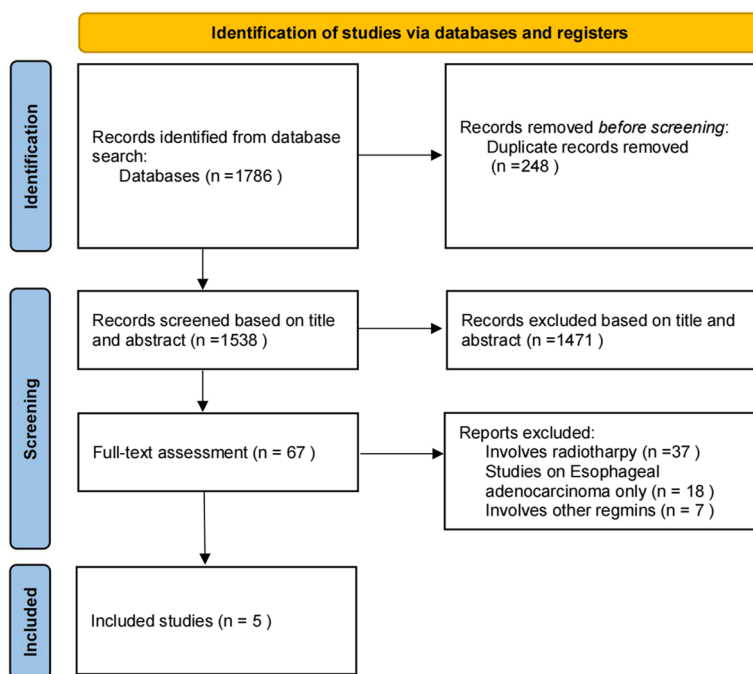 Identification of studies via databases and registers
Identification
Records identified from database
search:
Databases (n =1786 )
Records removed before screening:
Duplicate records removed
(n =248 )
Screening
Records screened based on title
and abstract (n =1538 )
Records excluded based on title and
abstract (n =1471 )
Full-text assessment (n = 67 )
Reports excluded:
Involves radiotharpy (n =37 )
Studies on Esophageal
adenocarcinoma only (n = 18 )
Involves other regmins (n = 7 )
Included
Included studies (n = 5 )